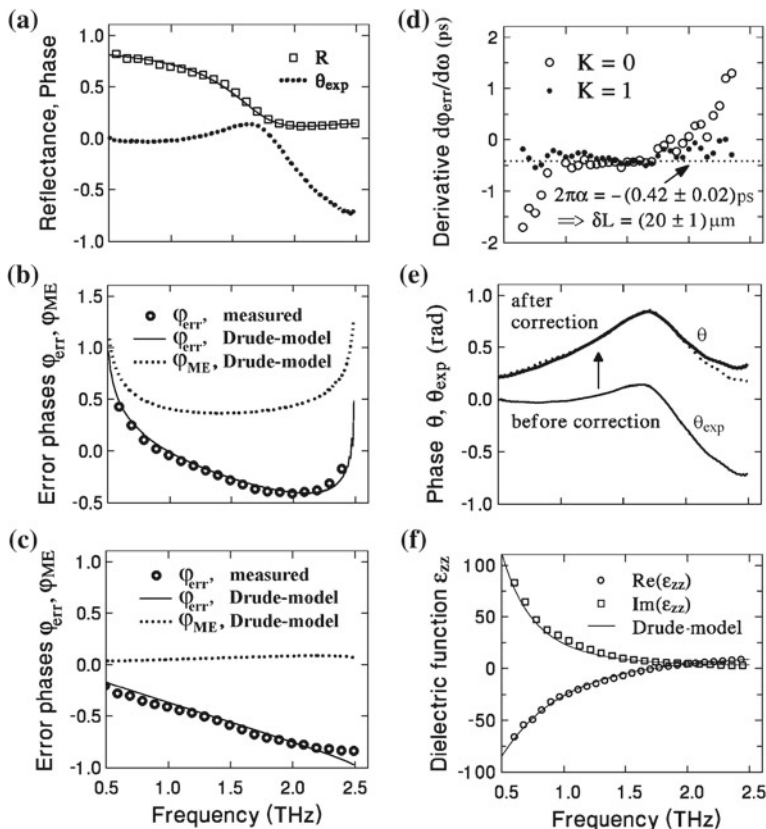 (a)
Reflectance, Phase
1.0
0.5
0.0
-0.5
-1.0
R
θexp
(b)
Error phases φerr, φME
1.5
1.0
0.5
0.0
-0.5
φerr, measured
φerr, Drude-model
φME, Drude-model
(c)
Error phases φerr, φME
1.0
0.5
0.0
-0.5
-1.0
φerr, measured
φerr, Drude-model
φME, Drude-model
0.5 1.0 1.5 2.0 2.5
Frequency (THz)
(d)
Derivative dφerr/dω (ps)
2
1
0
-1
-2
K = 0
K = 1
2πα = -(0.42 ± 0.02)ps
⟹ δL = (20 ± 1) μm
(e)
Phase θ, θexp (rad)
1.0
0.5
0.0
-0.5
-1.0
after
correction
θ
before correction
θexp
(f)
Dielectric function εzz
100
50
0
-50
-100
Re(εzz)
Im(εzz)
Drude-model
0.5 1.0 1.5 2.0 2.5
Frequency (THz)